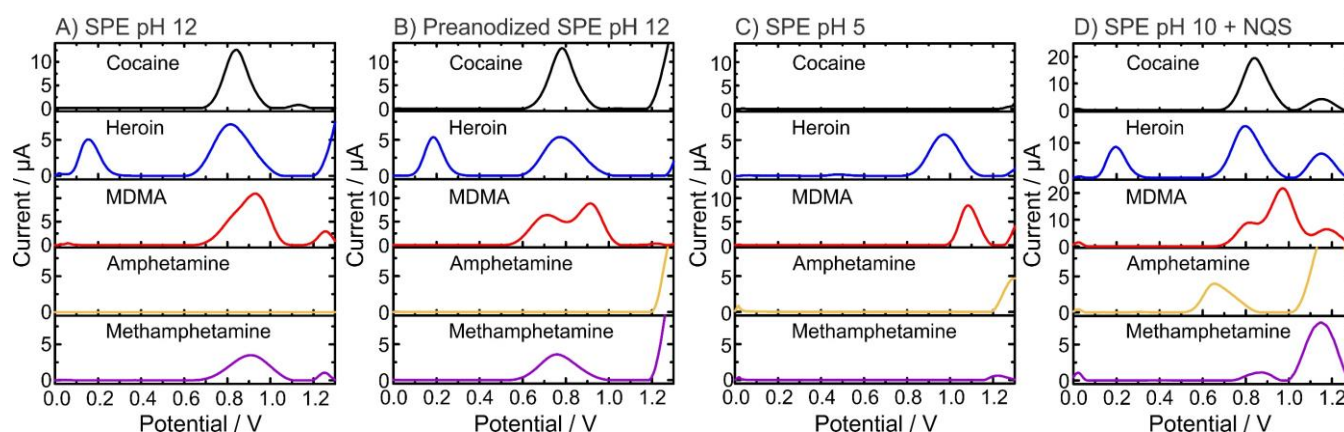 A) SPE pH 12
B) Preanodized SPE pH 12
C) SPE pH 5
D) SPE pH 10 + NQS
Current / μA
10
5
0
Cocaine
5
0
Heroin
10
5
0
MDMA
5
0
Amphetamine
5
0
Methamphetamine
0.0 0.2 0.4 0.6 0.8 1.0 1.2
Potential / V
Current / μA
10
5
0
Cocaine
5
0
Heroin
10
5
0
MDMA
5
0
Amphetamine
5
0
Methamphetamine
0.0 0.2 0.4 0.6 0.8 1.0 1.2
Potential / V
Current / μA
10
5
0
Cocaine
5
0
Heroin
10
5
0
MDMA
5
0
Amphetamine
5
0
Methamphetamine
0.0 0.2 0.4 0.6 0.8 1.0 1.2
Potential / V
Current / μA
20
10
0
Cocaine
10
5
0
Heroin
20
10
0
MDMA
5
0
Amphetamine
5
0
Methamphetamine
0.0 0.2 0.4 0.6 0.8 1.0 1.2
Potential / V